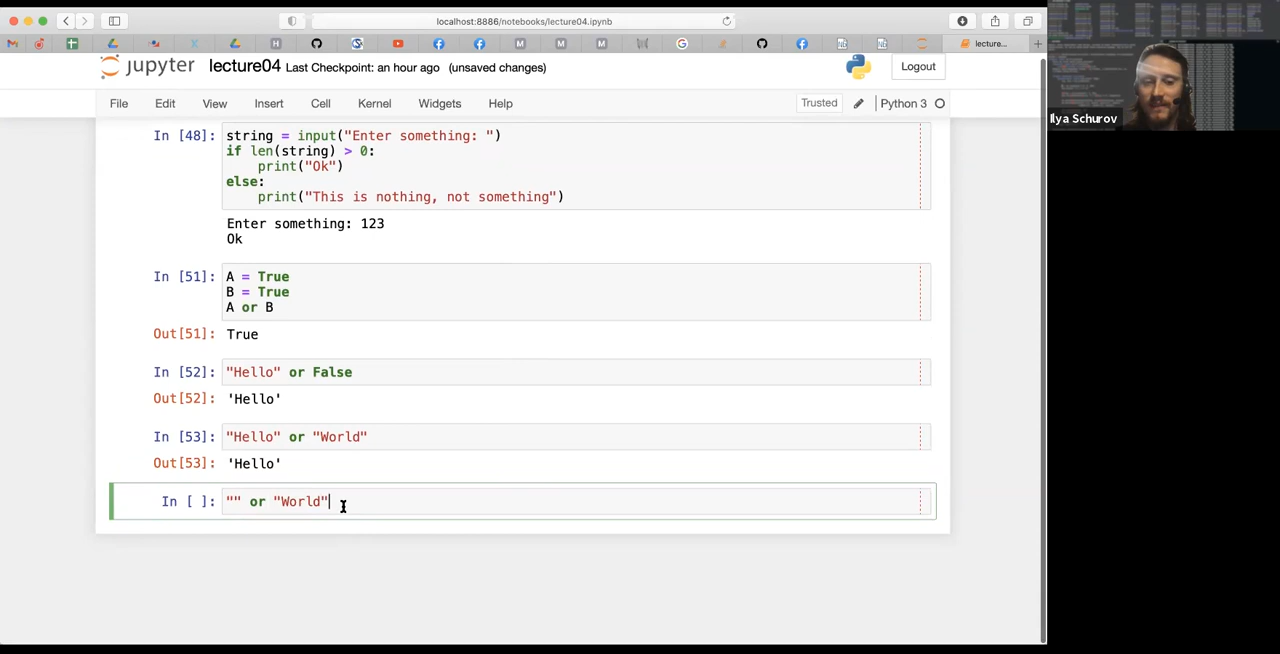 localhost:8886/notebooks/lecture04.ipynb
lecture...
jupyter lecture04 Last Checkpoint: an hour ago (unsaved changes)
Logout
File Edit View Insert Cell Kernel Widgets Help
Trusted Python 3
In [48]: string = input("Enter something: ")
if len(string) > 0:
print("Ok")
else:
print("This is nothing, not something")
Enter something: 123
Ok
In [51]: A = True
B = True
A or B
Out[51]: True
In [52]: "Hello" or False
Out[52]: 'Hello'
In [53]: "Hello" or "World"
Out[53]: 'Hello'
In [ ]: "" or "World"
Ilya Schurov